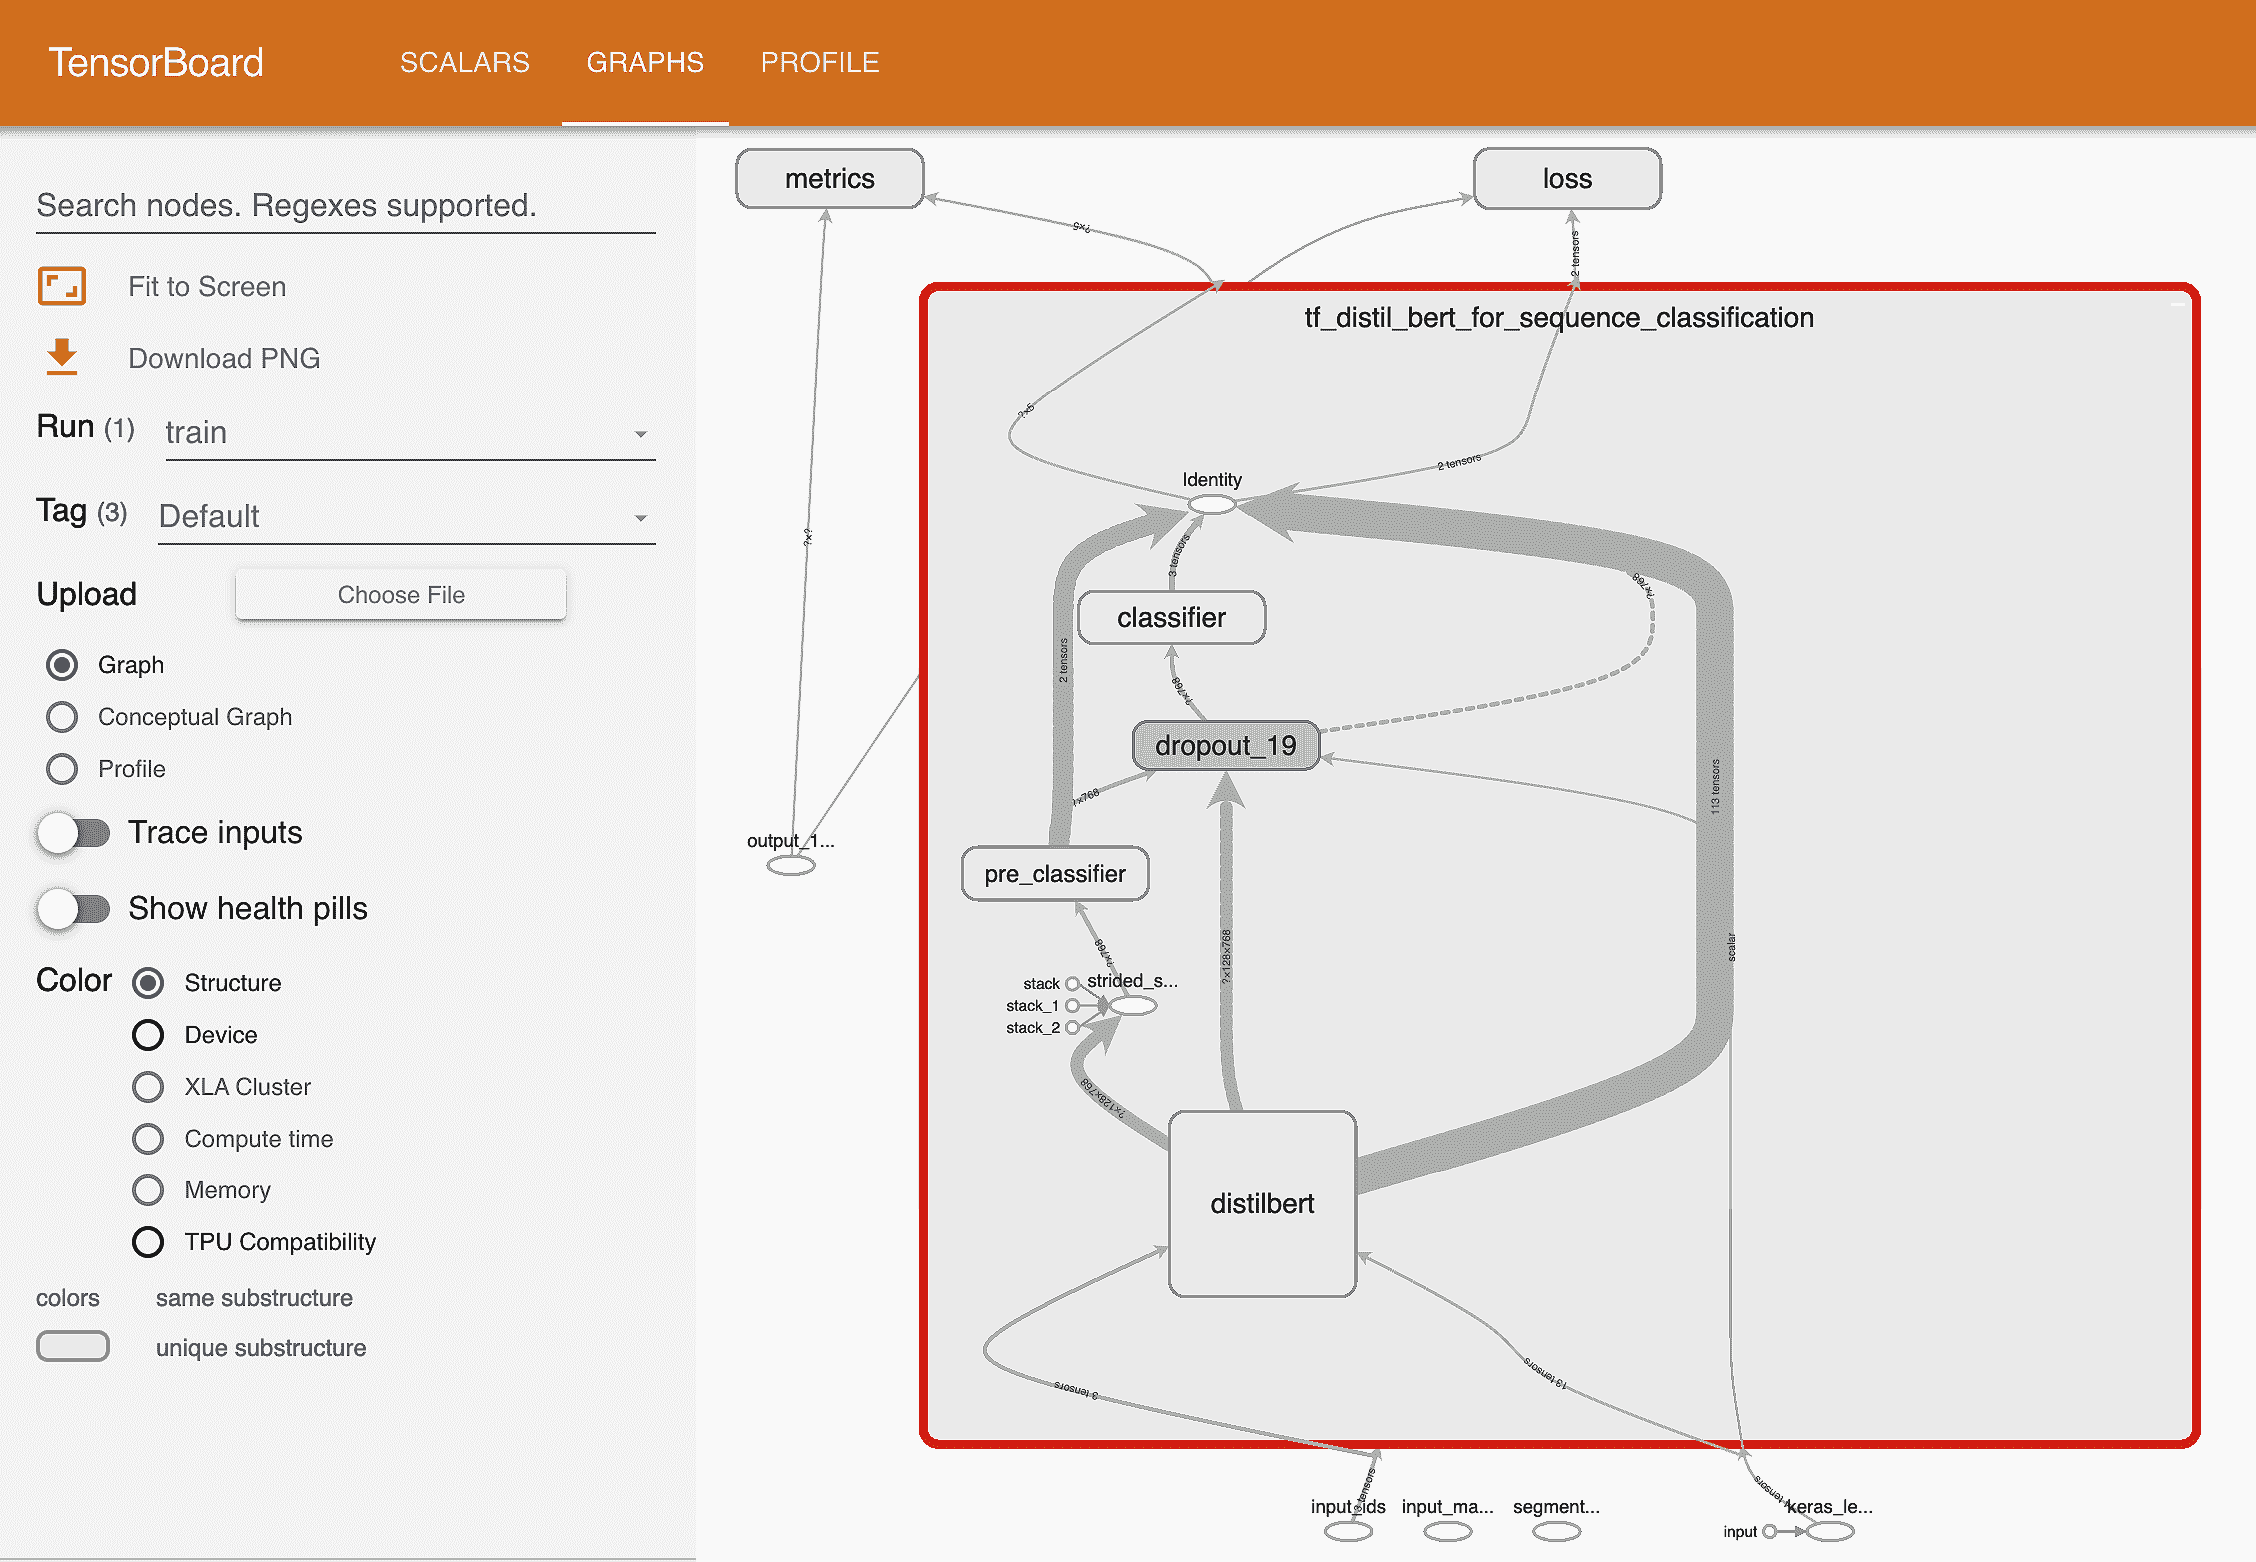 TensorBoard SCALARS GRAPHS PROFILE
Search nodes. Regexes supported.
Fit to Screen
Download PNG
Run (1) train
Tag (3) Default
Upload Choose File
Graph
Conceptual Graph
Profile
Trace inputs
Show health pills
Color Structure
Device
XLA Cluster
Compute time
Memory
TPU Compatibility
colors same substructure
unique substructure
metrics
loss
?x5
2 tensors
tf_distil_bert_for_sequence_classification
?x5
2 tensors
Identity
3 tensors
?x768
classifier
2 tensors
?x768
dropout_19
?x?
?x768
113 tensors
output_1...
pre_classifier
?x768
?x128x768
scalar
stack strided_s...
stack_1
stack_2
?x128x768
distilbert
3 tensors
13 tensors
3 tensors
input_ids input_ma... segment... keras_le...
input